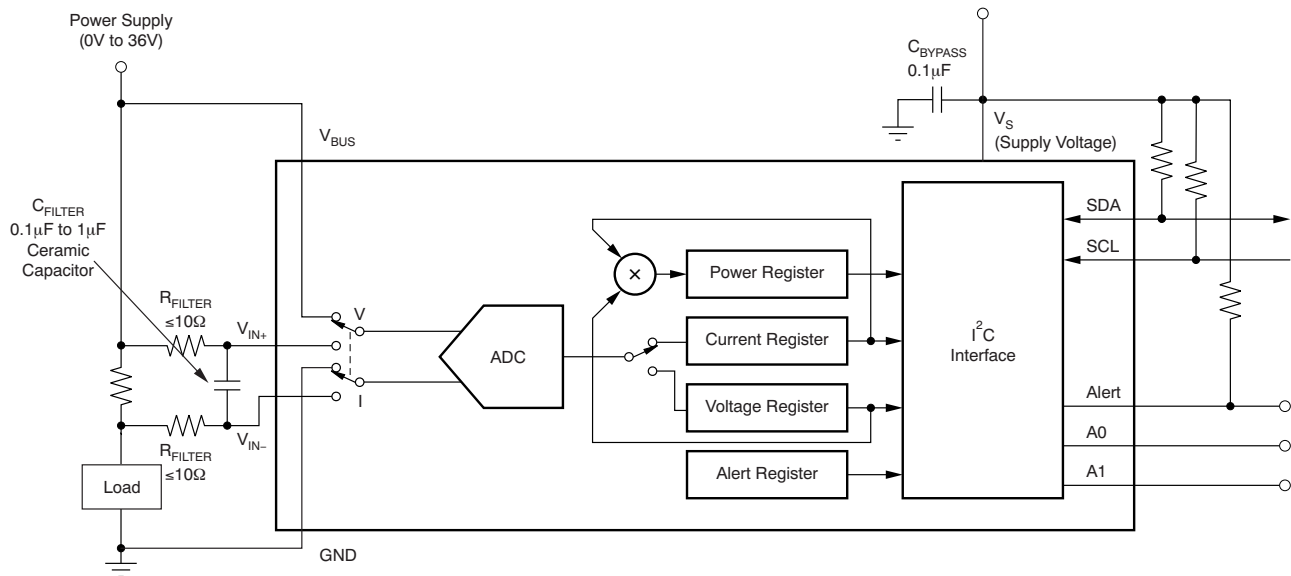 Power Supply
(0V to 36V)
C_BYPASS
0.1µF
V_S
(Supply Voltage)
V_BUS
C_FILTER
0.1µF to 1µF
Ceramic
Capacitor
R_FILTER
≤10Ω
V_IN+
V
I
ADC
×
Power Register
Current Register
Voltage Register
Alert Register
I²C
Interface
SDA
SCL
Alert
A0
A1
V_IN−
R_FILTER
≤10Ω
Load
GND